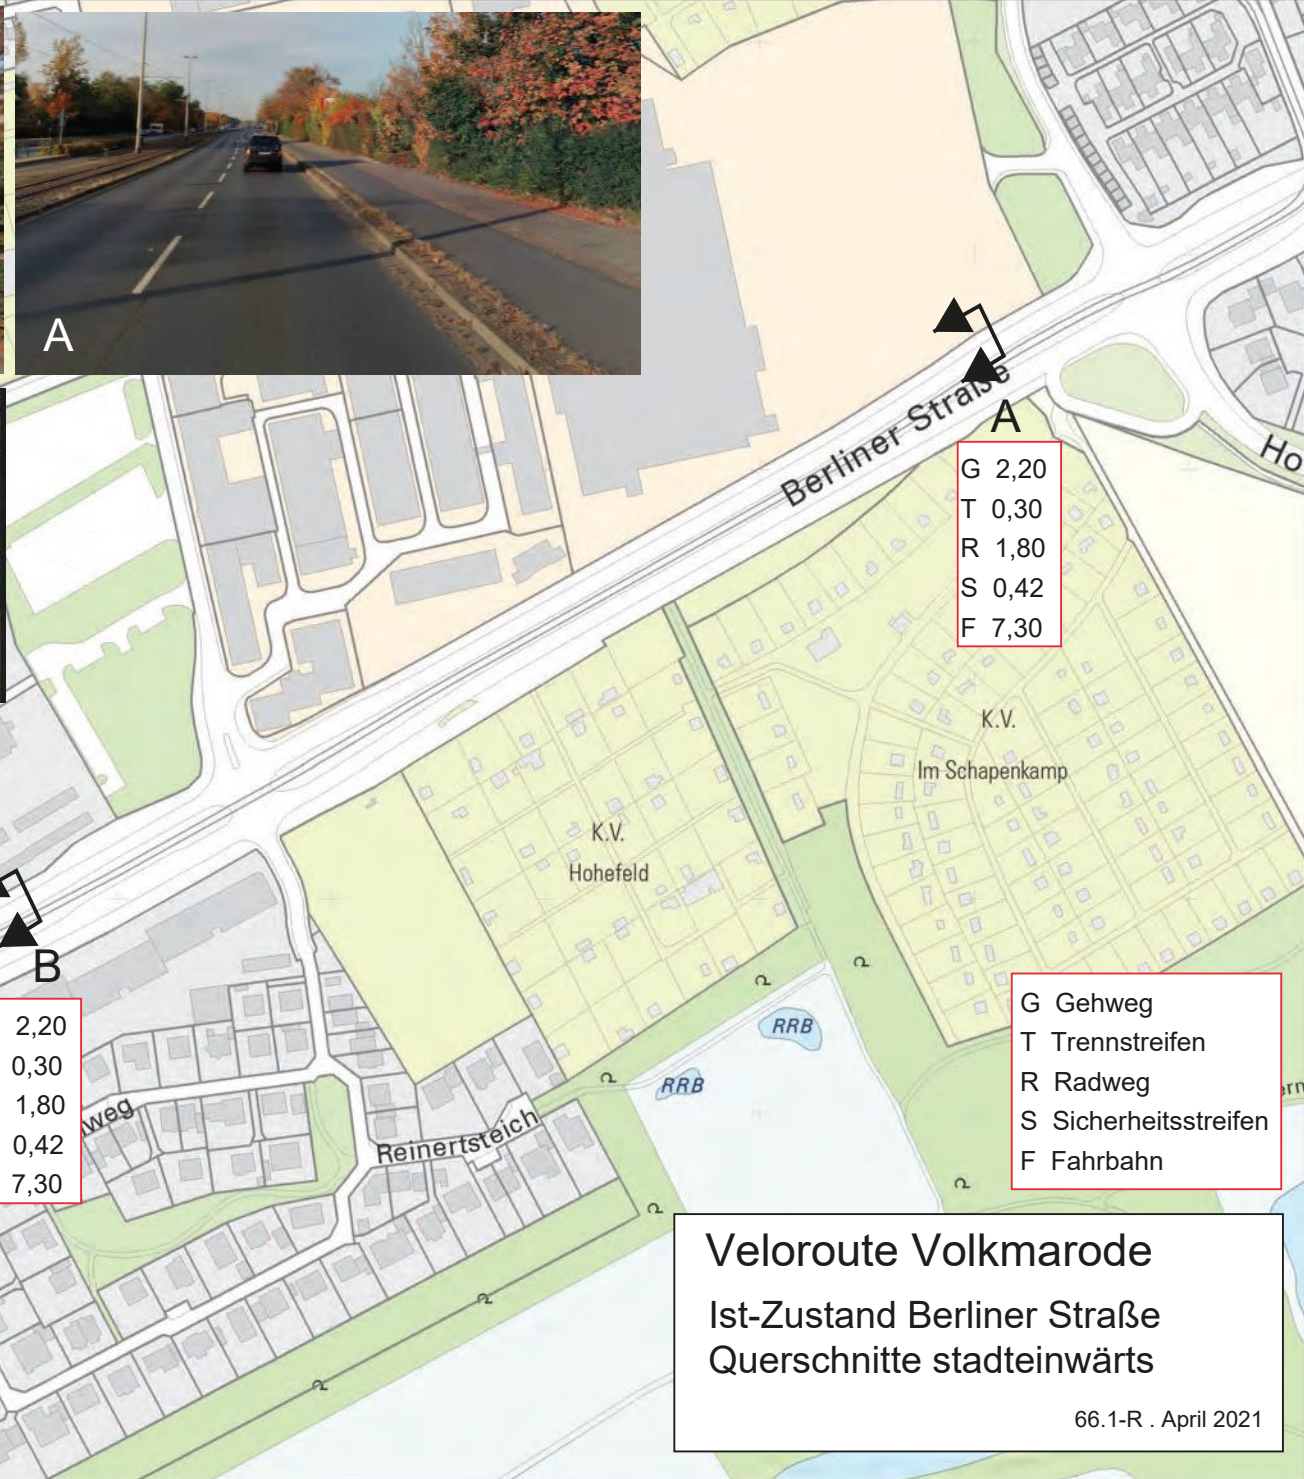 A
Berliner Straße
A
G 2,20
T 0,30
R 1,80
S 0,42
F 7,30
Ho
K.V.
Im Schapenkamp
K.V.
Hohefeld
B
2,20
0,30
1,80
0,42
7,30
weg
Reinertsteich
RRB
RRB
G Gehweg
T Trennstreifen
R Radweg
S Sicherheitsstreifen
F Fahrbahn
Veloroute Volkmarode
Ist-Zustand Berliner Straße
Querschnitte stadteinwärts
66.1-R . April 2021